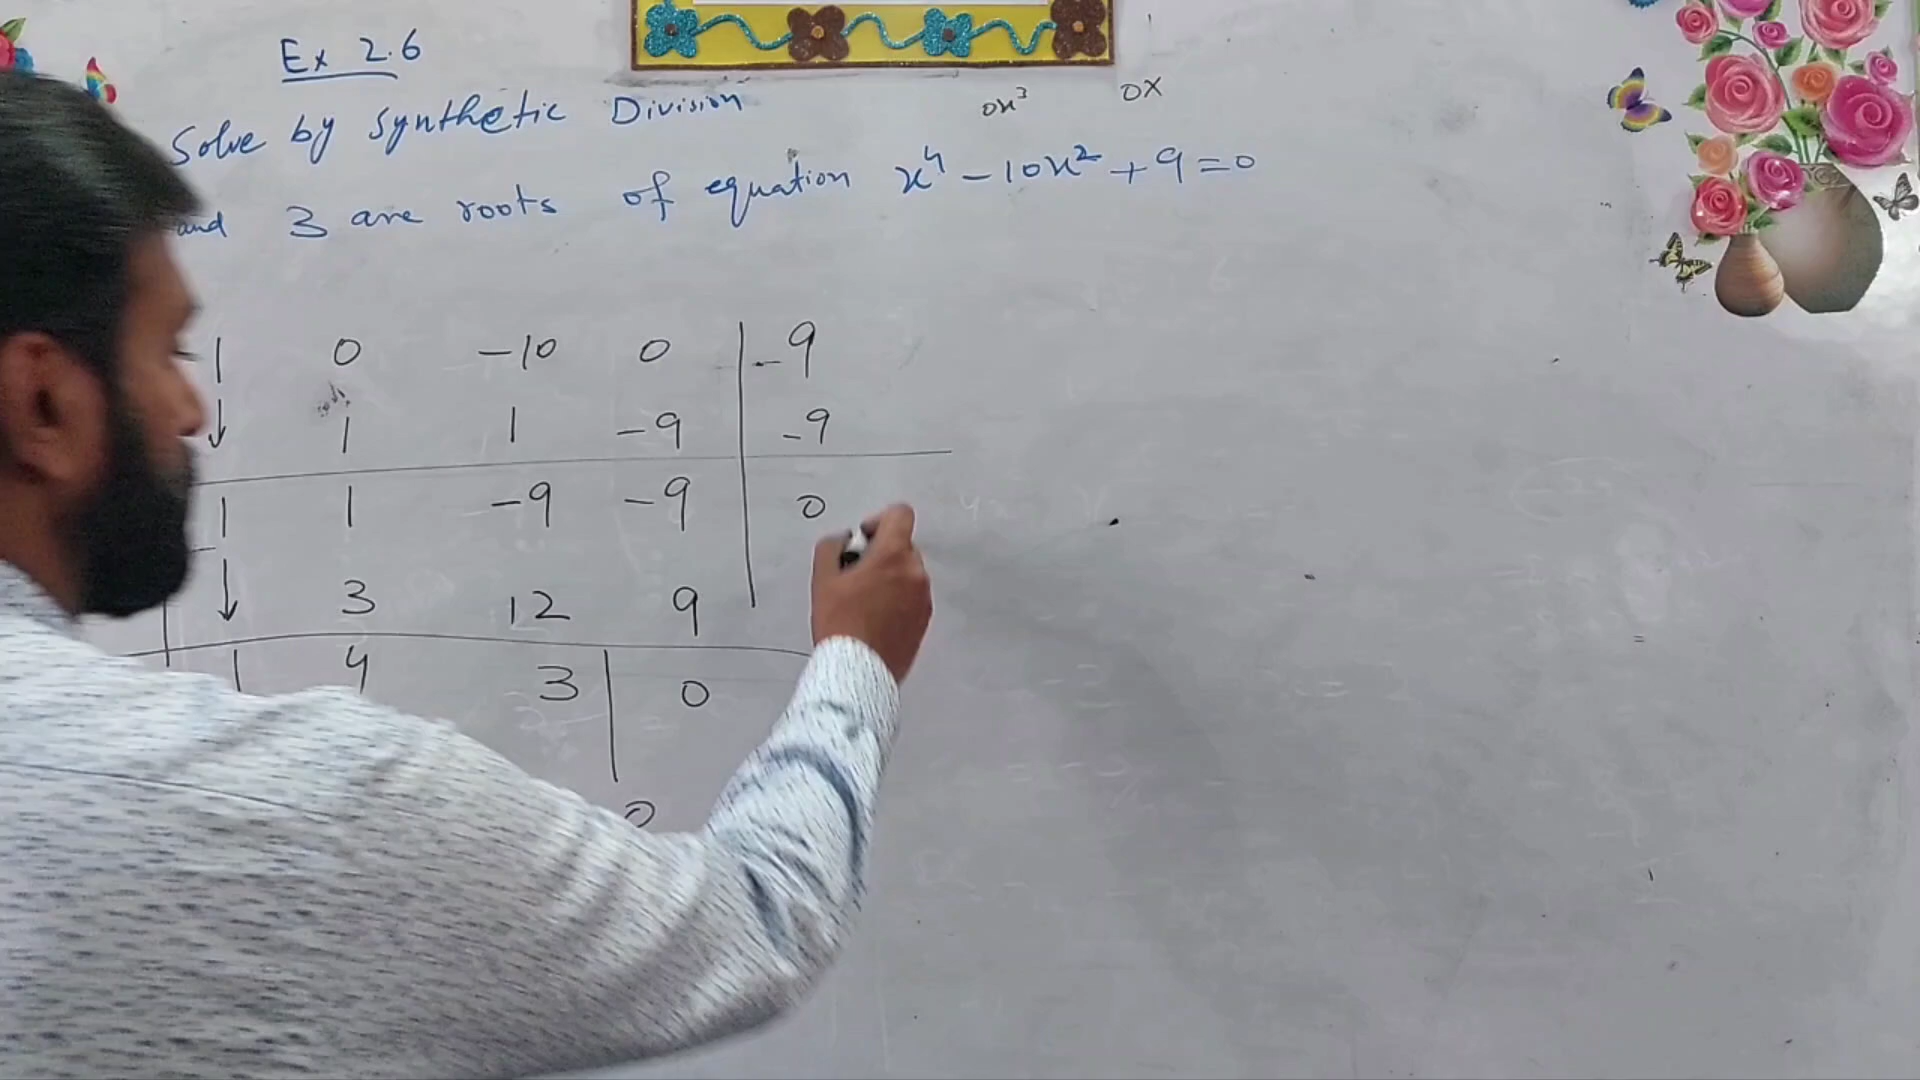 Ex 2.6
Solve by synthetic Division
0x³ 0x
and 3 are roots of equation x⁴ - 10x² + 9 = 0
1 0 -10 0 -9
1 1 -9 -9
1 1 -9 -9 0
3 12 9
1 4 3 0
0